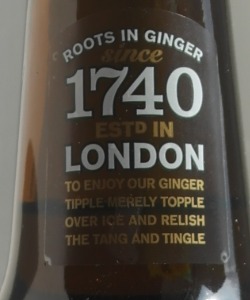 ROOTS IN GINGER
since
1740
ESTD IN
LONDON
TO ENJOY OUR GINGER
TIPPLE MERELY TOPPLE
OVER ICE AND RELISH
THE TANG AND TINGLE